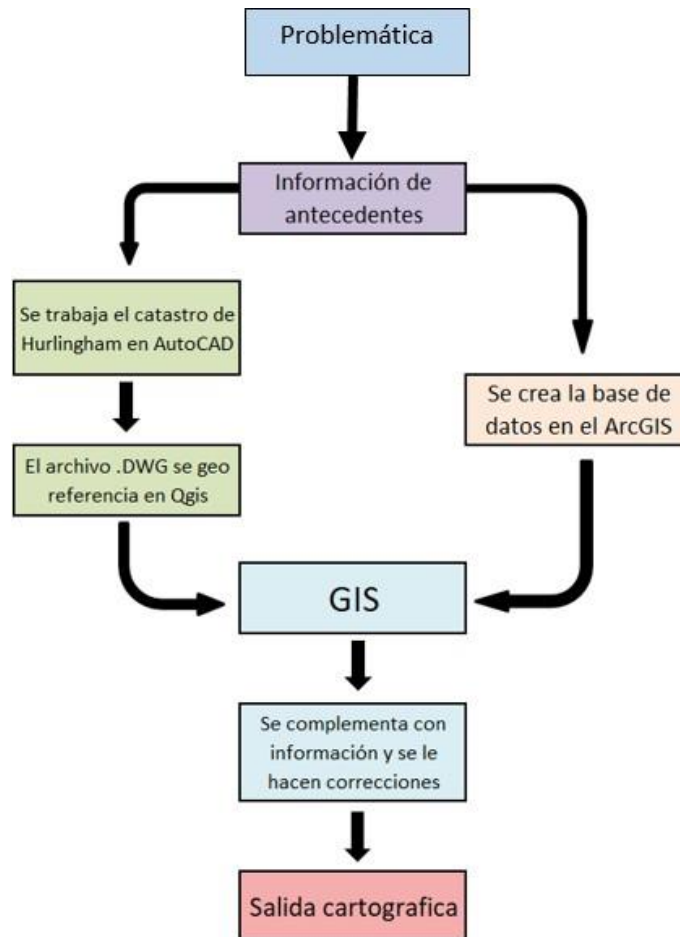 Problemática
Información de
antecedentes
Se trabaja el catastro de
Hurlingham en AutoCAD
El archivo .DWG se geo
referencia en Qgis
Se crea la base de
datos en el ArcGIS
GIS
Se complementa con
información y se le
hacen correcciones
Salida cartografica